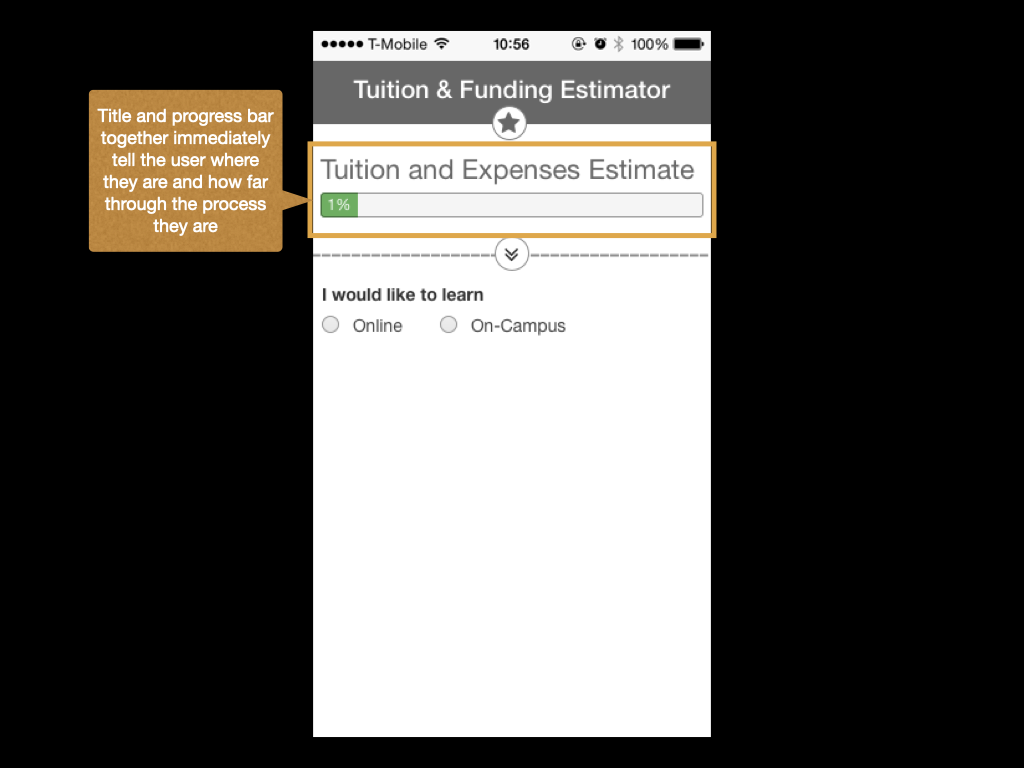 T-Mobile 10:56 100%
Tuition & Funding Estimator
Title and progress bar
together immediately
tell the user where
they are and how far
through the process
they are
Tuition and Expenses Estimate
1%
I would like to learn
Online On-Campus